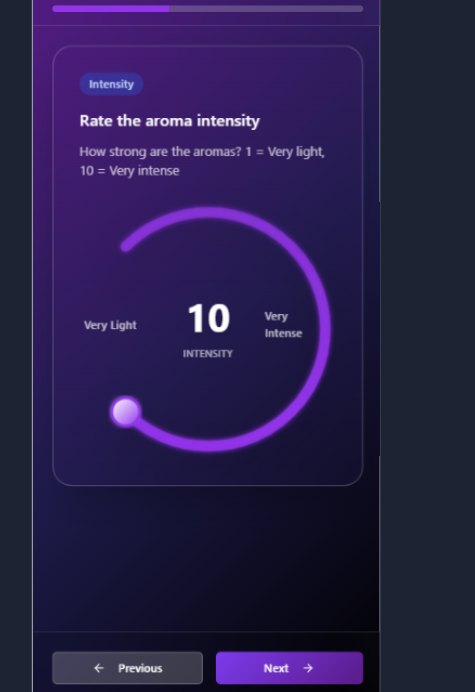 Intensity
Rate the aroma intensity
How strong are the aromas? 1 = Very light,
10 = Very intense
Very Light
10
INTENSITY
Very
Intense
Previous
Next